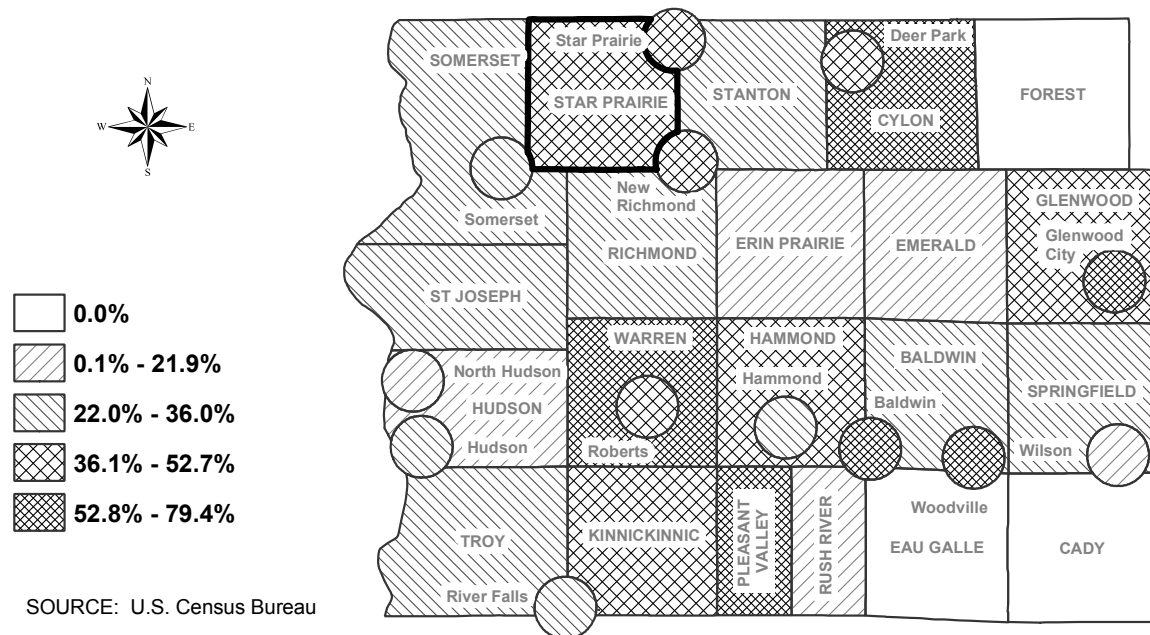 Star Prairie
Deer Park
SOMERSET
STAR PRAIRIE
STANTON
FOREST
CYLON
N
W
E
S
New
Richmond
GLENWOOD
Somerset
RICHMOND
ERIN PRAIRIE
EMERALD
Glenwood
City
ST JOSEPH
0.0%
0.1% - 21.9%
22.0% - 36.0%
36.1% - 52.7%
52.8% - 79.4%
WARREN
HAMMOND
BALDWIN
North Hudson
Hammond
SPRINGFIELD
HUDSON
Baldwin
Hudson
Roberts
Wilson
Woodville
TROY
KINNICKINNIC
PLEASANT
VALLEY
RUSH RIVER
EAU GALLE
CADY
River Falls
SOURCE: U.S. Census Bureau